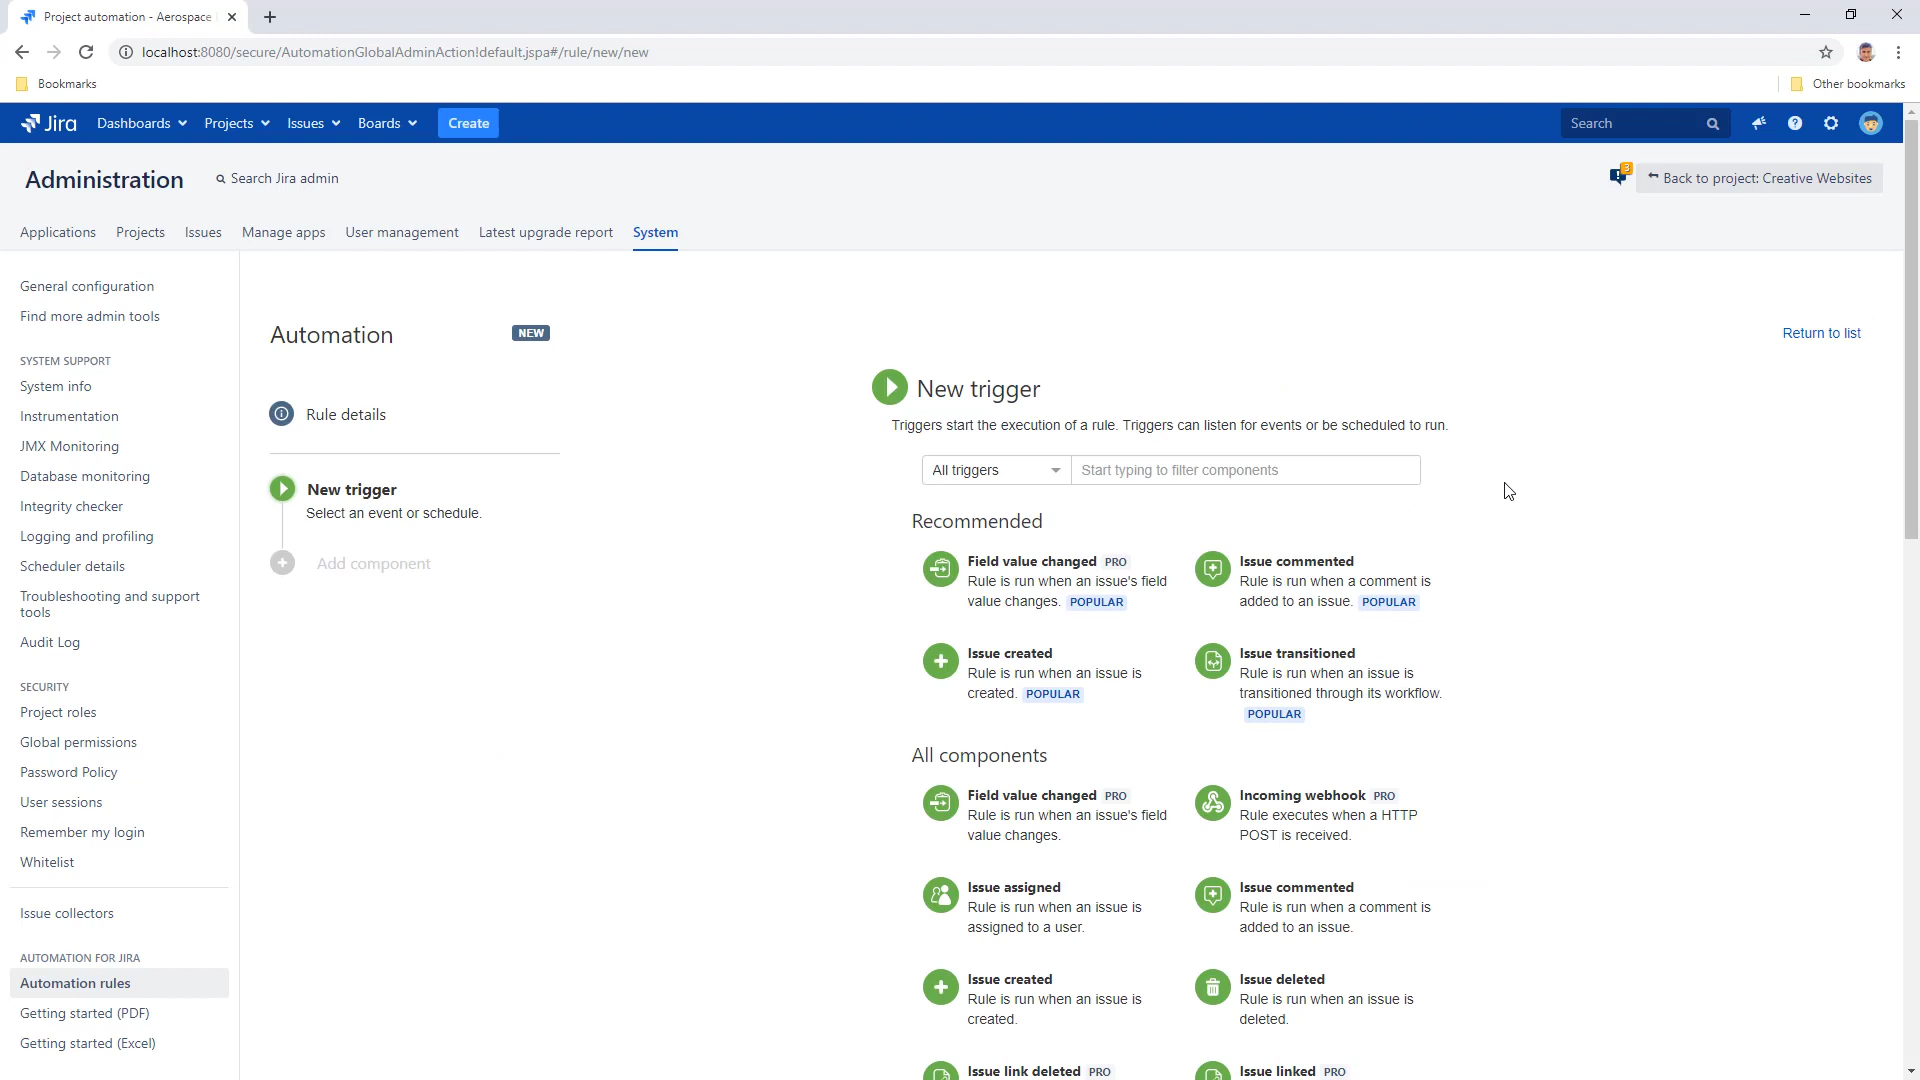 Project automation - Aerospace
localhost:8080/secure/AutomationGlobalAdminAction!default.jspa#/rule/new/new
Bookmarks
Other bookmarks
Jira
Dashboards
Projects
Issues
Boards
Create
Search
Administration
Search Jira admin
3
Back to project: Creative Websites
Applications
Projects
Issues
Manage apps
User management
Latest upgrade report
System
General configuration
Find more admin tools
SYSTEM SUPPORT
System info
Instrumentation
JMX Monitoring
Database monitoring
Integrity checker
Logging and profiling
Scheduler details
Troubleshooting and support
tools
Audit Log
SECURITY
Project roles
Global permissions
Password Policy
User sessions
Remember my login
Whitelist
Issue collectors
AUTOMATION FOR JIRA
Automation rules
Getting started (PDF)
Getting started (Excel)
Automation
NEW
Return to list
Rule details
New trigger
Select an event or schedule.
Add component
New trigger
Triggers start the execution of a rule. Triggers can listen for events or be scheduled to run.
All triggers
Start typing to filter components
Recommended
Field value changed PRO
Rule is run when an issue's field
value changes. POPULAR
Issue commented
Rule is run when a comment is
added to an issue. POPULAR
Issue created
Rule is run when an issue is
created. POPULAR
Issue transitioned
Rule is run when an issue is
transitioned through its workflow.
POPULAR
All components
Field value changed PRO
Rule is run when an issue's field
value changes.
Incoming webhook PRO
Rule executes when a HTTP
POST is received.
Issue assigned
Rule is run when an issue is
assigned to a user.
Issue commented
Rule is run when a comment is
added to an issue.
Issue created
Rule is run when an issue is
created.
Issue deleted
Rule is run when an issue is
deleted.
Issue link deleted PRO
Issue linked PRO